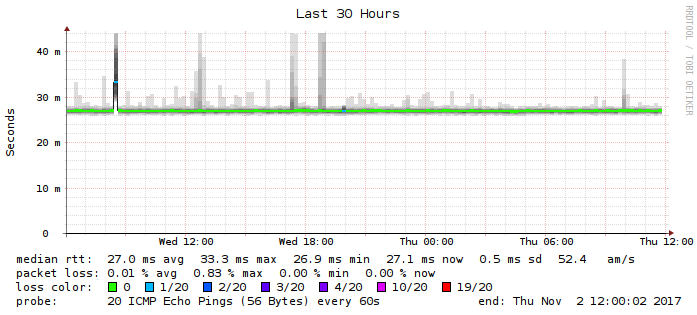 Last 30 Hours
RRDTOOL / TOBI OETIKER
Seconds
40 m
30 m
20 m
10 m
0
Wed 12:00 Wed 18:00 Thu 00:00 Thu 06:00 Thu 12:00
median rtt: 27.0 ms avg 33.3 ms max 26.9 ms min 27.1 ms now 0.5 ms sd 52.4 am/s
packet loss: 0.01 % avg 0.83 % max 0.00 % min 0.00 % now
loss color: 0 1/20 2/20 3/20 4/20 10/20 19/20
probe: 20 ICMP Echo Pings (56 Bytes) every 60s end: Thu Nov 2 12:00:02 2017